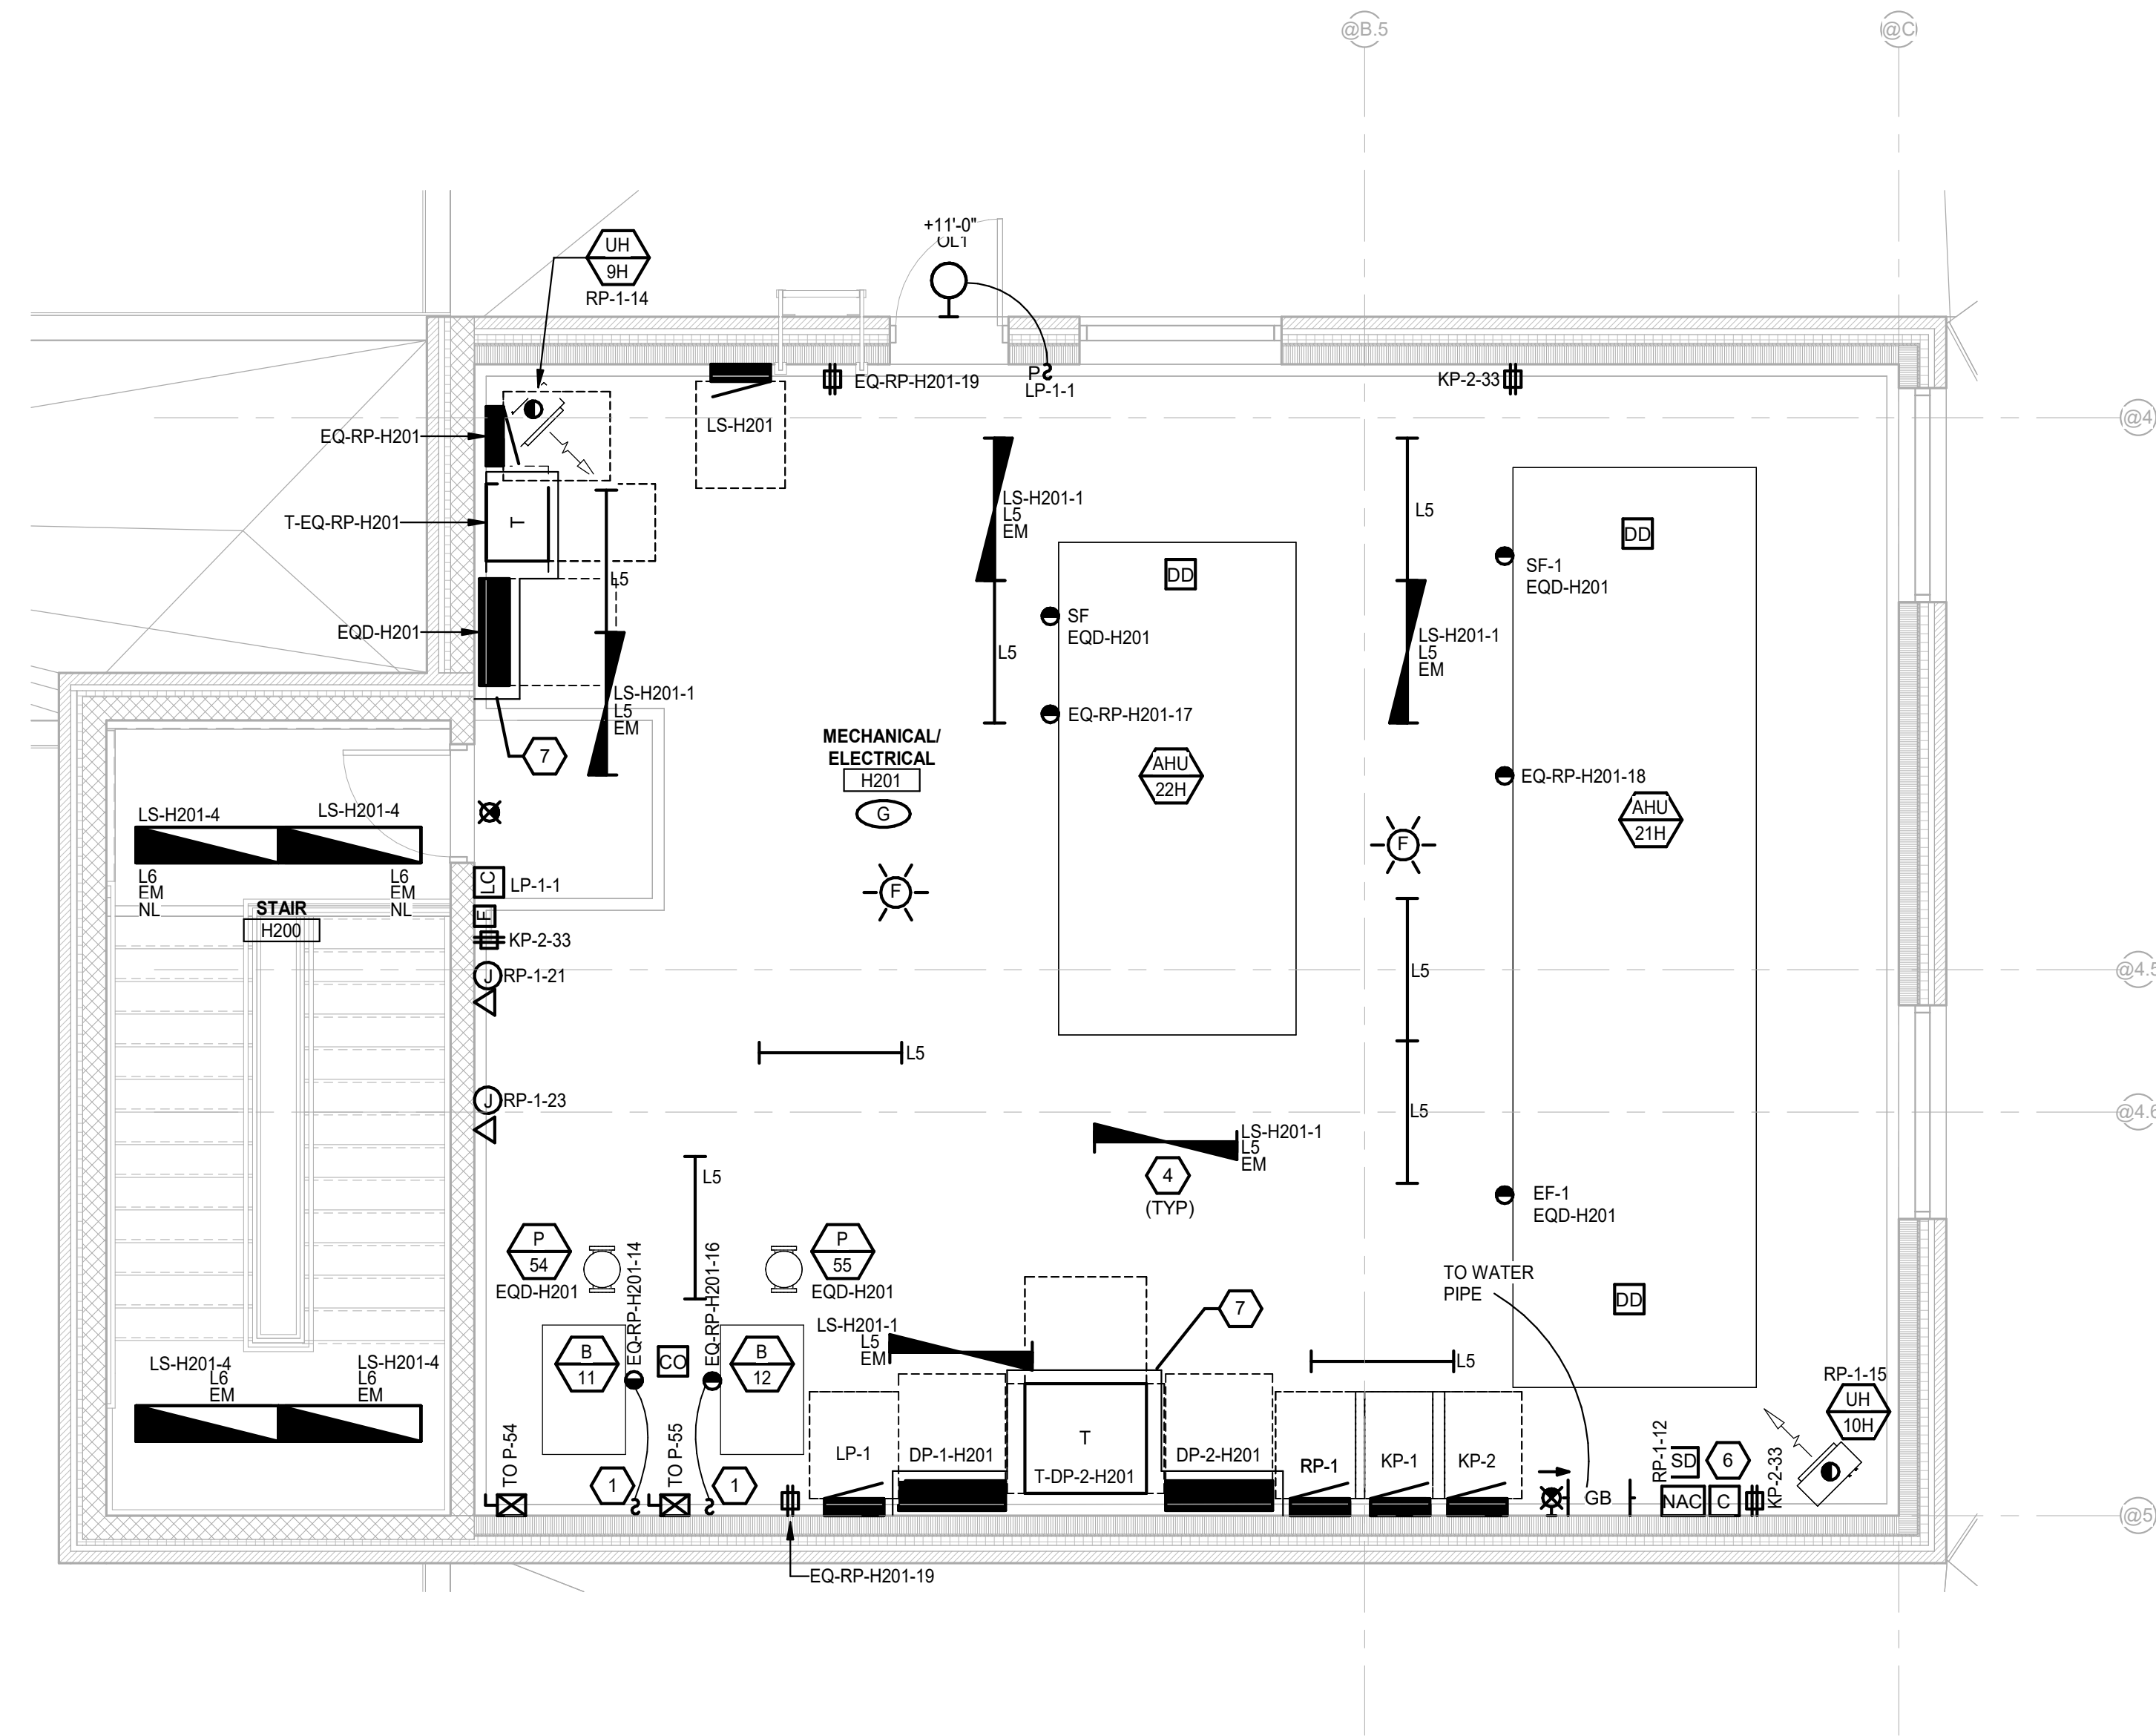 @B.5
@C
+11'-0"
OL1
UH
9H
RP-1-14
EQ-RP-H201-19
P
LP-1-1
KP-2-33
@4
EQ-RP-H201
LS-H201
T-EQ-RP-H201
T
L5
LS-H201-1
L5
EM
L5
DD
DD
SF-1
EQD-H201
EQD-H201
SF
EQD-H201
L5
LS-H201-1
L5
EM
LS-H201-1
L5
EM
EQ-RP-H201-17
7
MECHANICAL/
ELECTRICAL
H201
G
AHU
22H
EQ-RP-H201-18
AHU
21H
LS-H201-4
LS-H201-4
L6
EM
NL
L6
EM
NL
LC
LP-1-1
F
F
F
STAIR
H200
KP-2-33
J
RP-1-21
L5
@4.5
L5
J
RP-1-23
L5
@4.6
LS-H201-1
L5
EM
4
(TYP)
L5
P
54
EQD-H201
EQ-RP-H201-14
EQ-RP-H201-16
P
55
EQD-H201
EF-1
EQD-H201
TO WATER
PIPE
DD
7
LS-H201-1
L5
EM
B
11
CO
B
12
L5
LS-H201-4
L6
EM
LS-H201-4
L6
EM
RP-1-15
UH
10H
TO P-54
1
TO P-55
1
LP-1
DP-1-H201
T
T-DP-2-H201
DP-2-H201
RP-1
KP-1
KP-2
GB
RP-1-12
SD
6
NAC
C
KP-2-33
@5
EQ-RP-H201-19